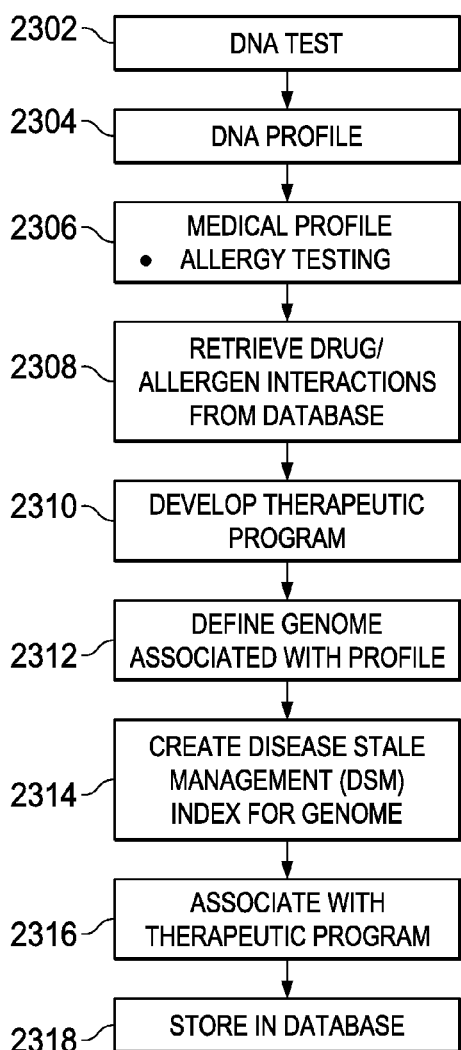 2302
DNA TEST
2304
DNA PROFILE
2306
MEDICAL PROFILE
• ALLERGY TESTING
2308
RETRIEVE DRUG/
ALLERGEN INTERACTIONS
FROM DATABASE
2310
DEVELOP THERAPEUTIC
PROGRAM
2312
DEFINE GENOME
ASSOCIATED WITH PROFILE
2314
CREATE DISEASE STALE
MANAGEMENT (DSM)
INDEX FOR GENOME
2316
ASSOCIATE WITH
THERAPEUTIC PROGRAM
2318
STORE IN DATABASE